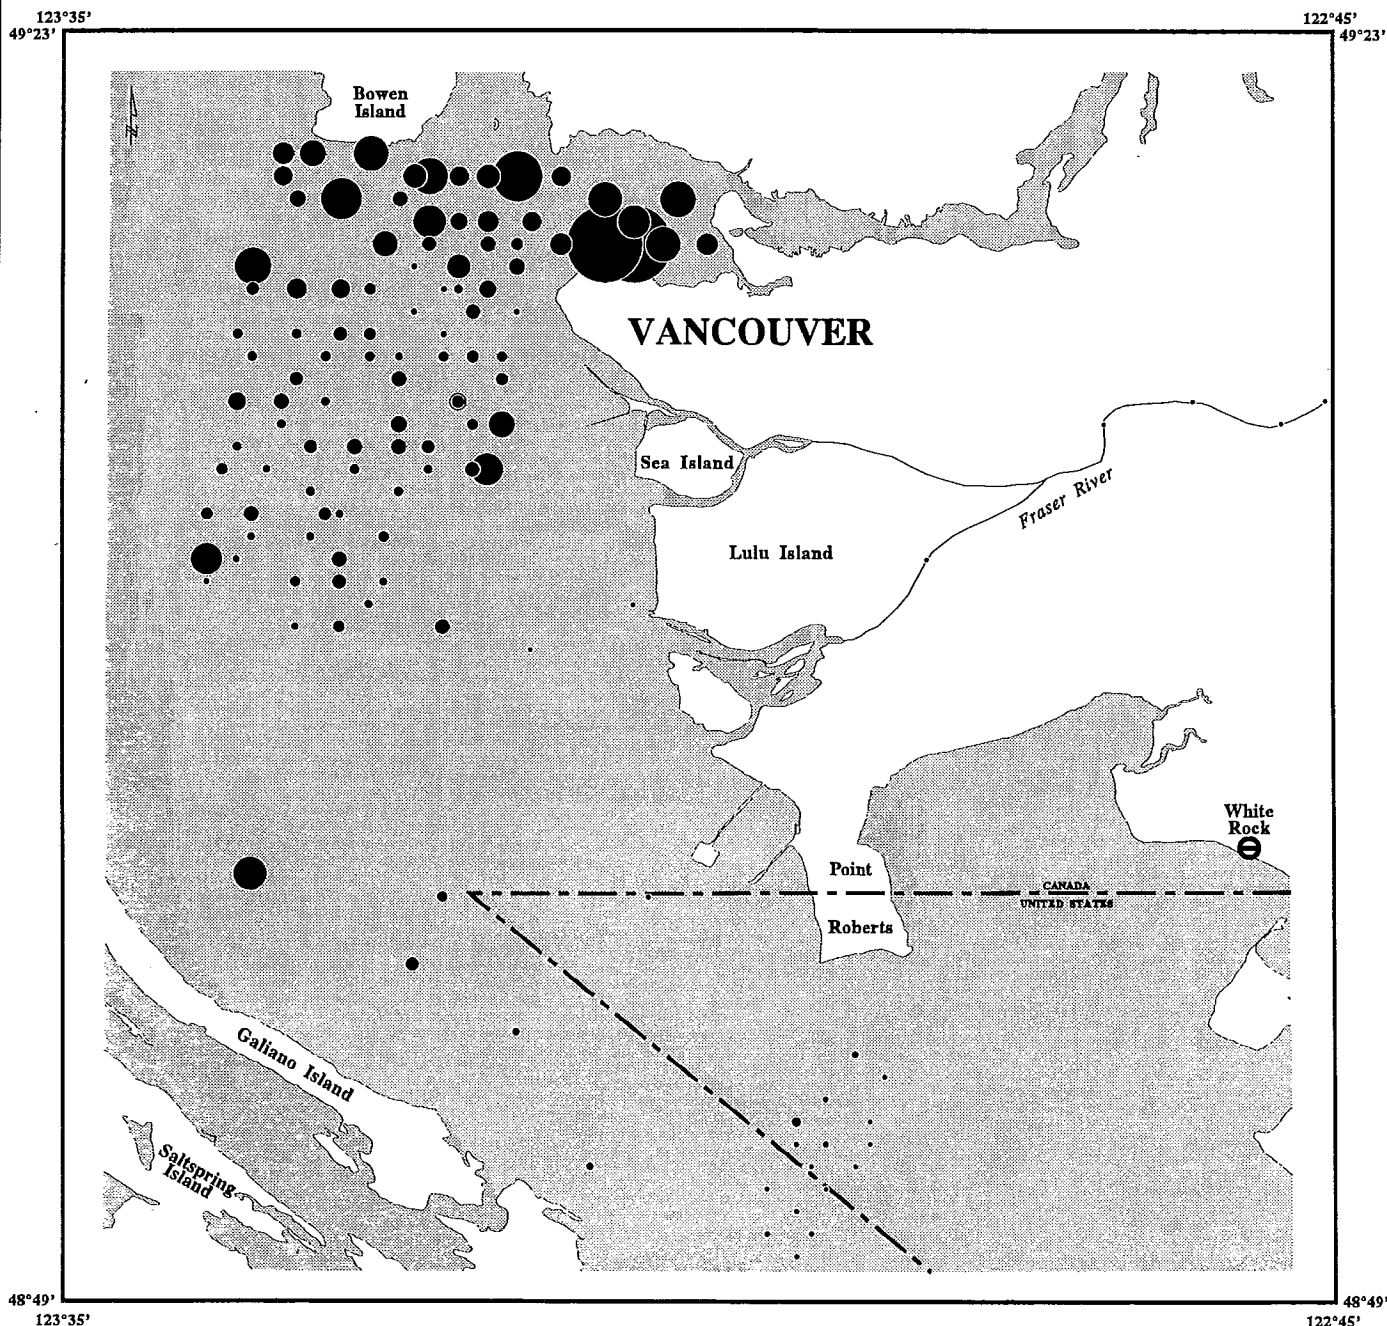 123°35’
122°45’
49°23’
49°23’
Bowen
Island
N
VANCOUVER
Sea Island
Fraser River
Lulu Island
White
Rock
Point
CANADA
UNITED STATES
Roberts
Galiano Island
Saltspring
Island
48°49’
48°49’
123°35’
122°45’